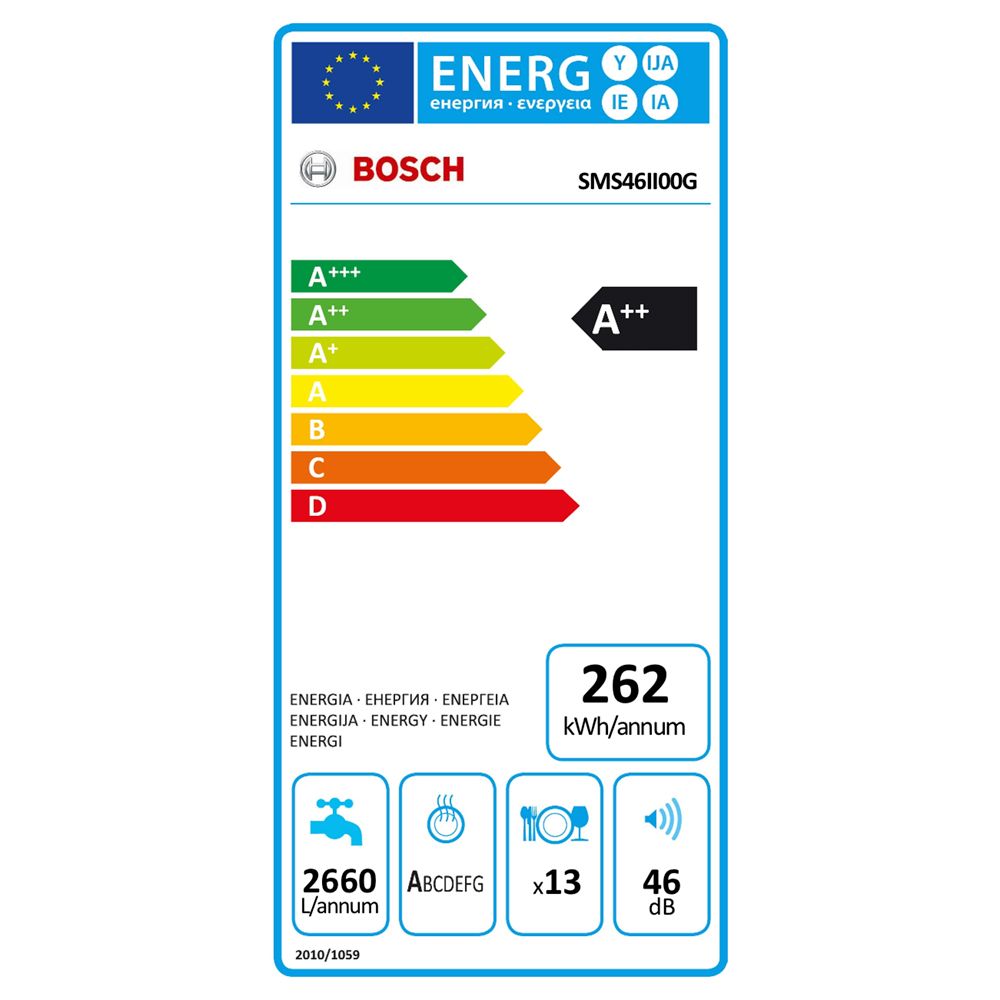 ENERG Y IJA
енергия · ενεργεια IE IA
BOSCH SMS46II00G
A+++
A++
A++
A+
A
B
C
D
262
kWh/annum
ENERGIA · ЕНЕРГИЯ · ΕΝΕΡΓΕΙΑ
ENERGIJA · ENERGY · ENERGIE
ENERGI
2660
L/annum
ABCDEFG
x13
46
dB
2010/1059